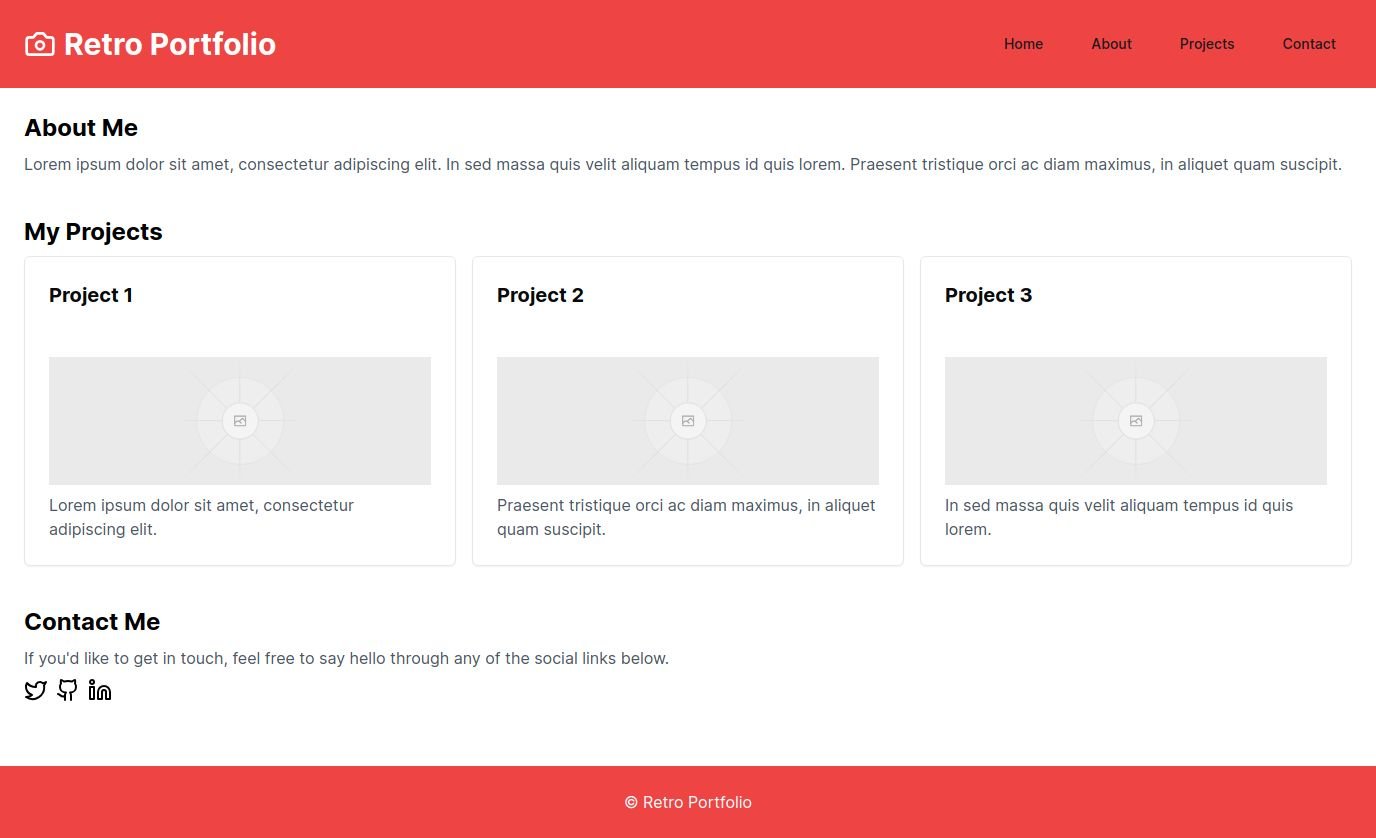 Retro Portfolio
Home
About
Projects
Contact
About Me
Lorem ipsum dolor sit amet, consectetur adipiscing elit. In sed massa quis velit aliquam tempus id quis lorem. Praesent tristique orci ac diam maximus, in aliquet quam suscipit.
My Projects
Project 1
Lorem ipsum dolor sit amet, consectetur
adipiscing elit.
Project 2
Praesent tristique orci ac diam maximus, in aliquet
quam suscipit.
Project 3
In sed massa quis velit aliquam tempus id quis
lorem.
Contact Me
If you'd like to get in touch, feel free to say hello through any of the social links below.
© Retro Portfolio